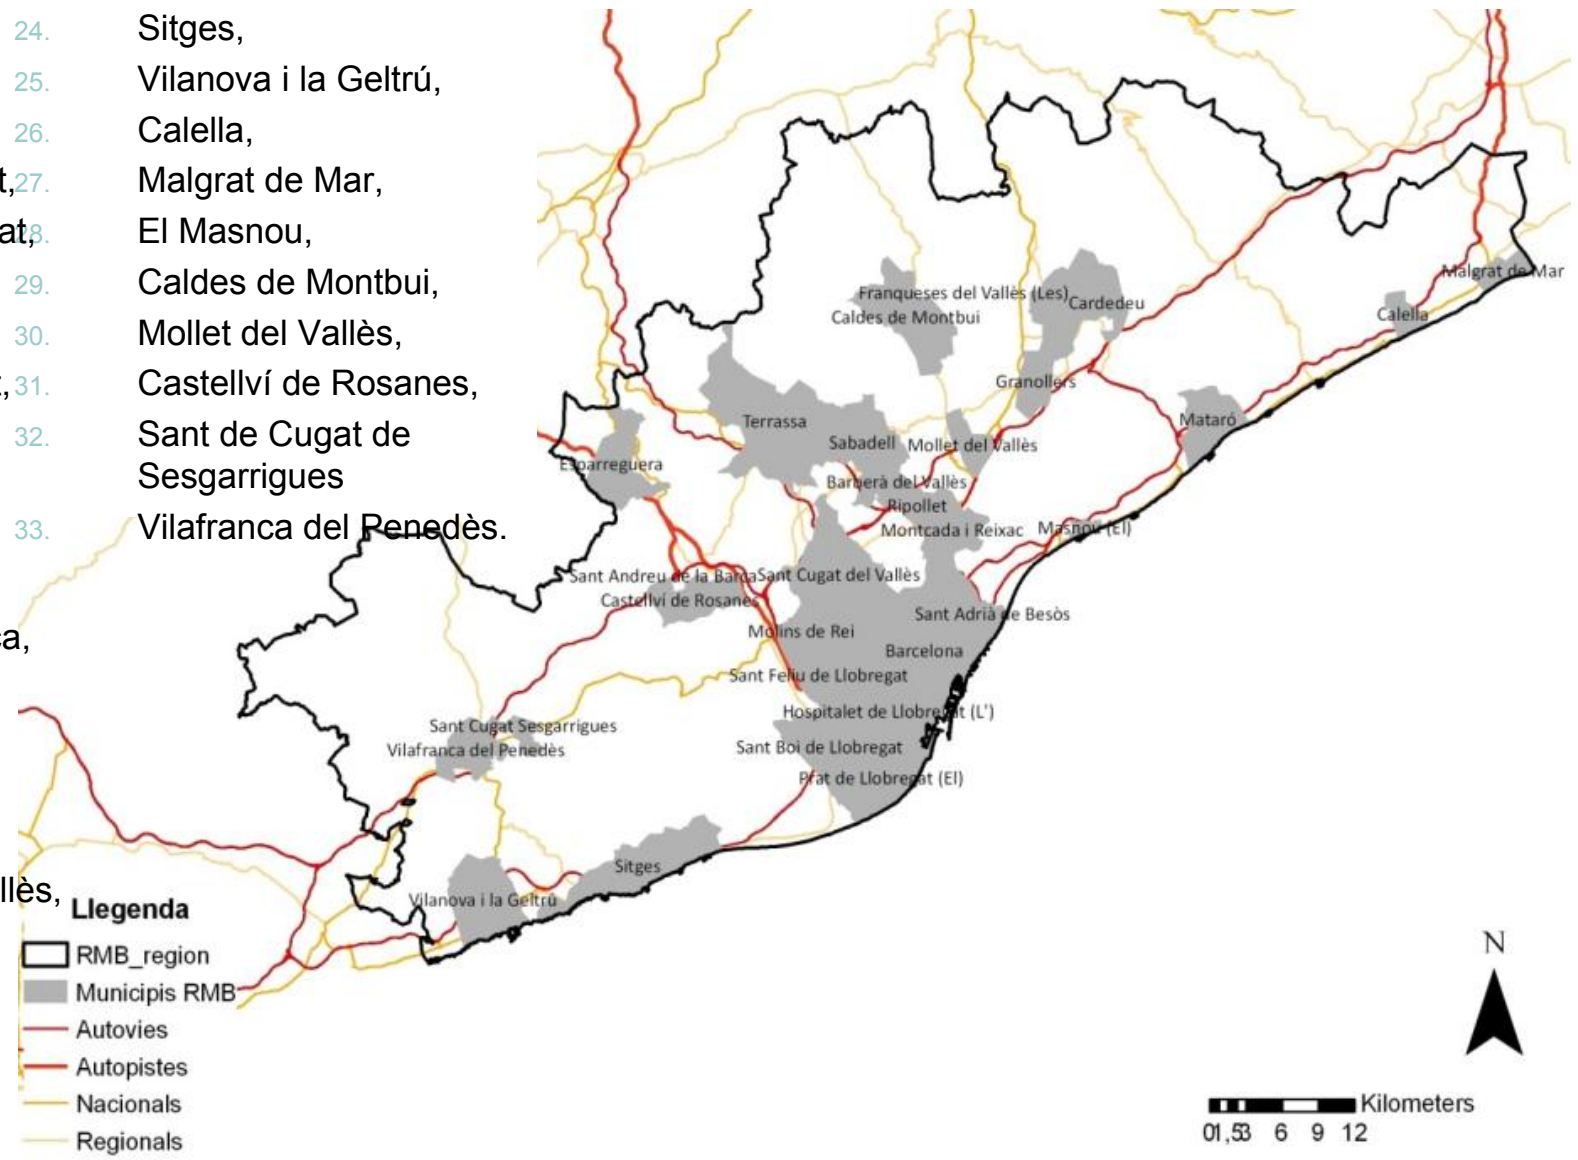 24. Sitges,
25. Vilanova i la Geltrú,
26. Calella,
t, 27. Malgrat de Mar,
at, 28. El Masnou,
29. Caldes de Montbui,
30. Mollet del Vallès,
t, 31. Castellví de Rosanes,
32. Sant de Cugat de
Sesgarrigues
33. Vilafranca del Penedès.
a,
llès,
Malgrat de Mar
Franqueses del Vallès (Les)
Cardedeu
Caldes de Montbui
Calella
Granollers
Terrassa
Mataró
Sabadell
Mollet del Vallès
Esparreguera
Barberà del Vallès
Ripollet
Montcada i Reixac
Masnou (El)
Sant Andreu de la Barca
Sant Cugat del Vallès
Castellví de Rosanes
Sant Adrià de Besòs
Molins de Rei
Barcelona
Sant Feliu de Llobregat
Hospitalet de Llobregat (L')
Sant Cugat Sesgarrigues
Vilafranca del Penedès
Sant Boi de Llobregat
Prat de Llobregat (El)
Sitges
Vilanova i la Geltrú
Llegenda
RMB_region
Municipis RMB
Autovies
Autopistes
Nacionals
Regionals
N
Kilometers
01,53 6 9 12